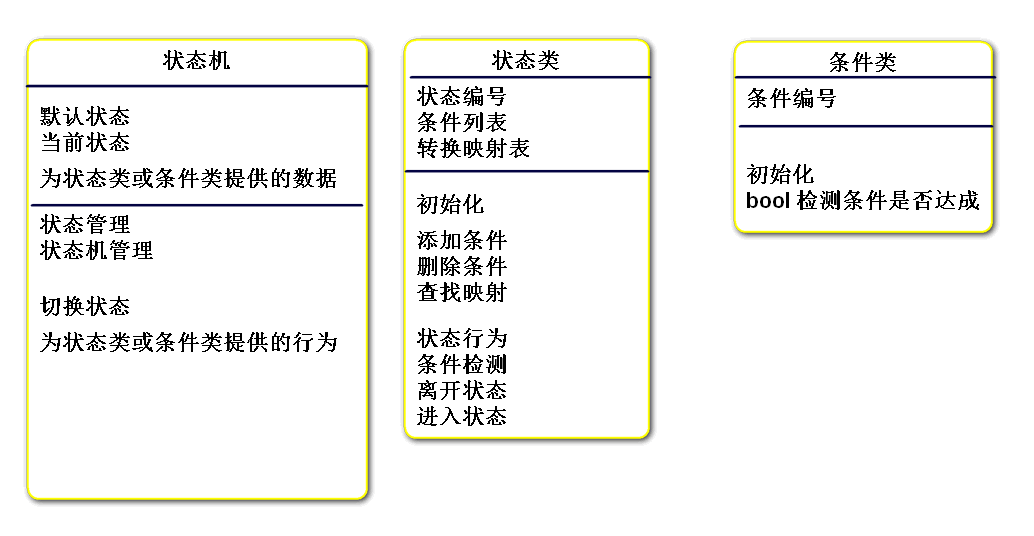 状态机
默认状态
当前状态
为状态类或条件类提供的数据
状态管理
状态机管理
切换状态
为状态类或条件类提供的行为
状态类
状态编号
条件列表
转换映射表
初始化
添加条件
删除条件
查找映射
状态行为
条件检测
离开状态
进入状态
条件类
条件编号
初始化
bool 检测条件是否达成